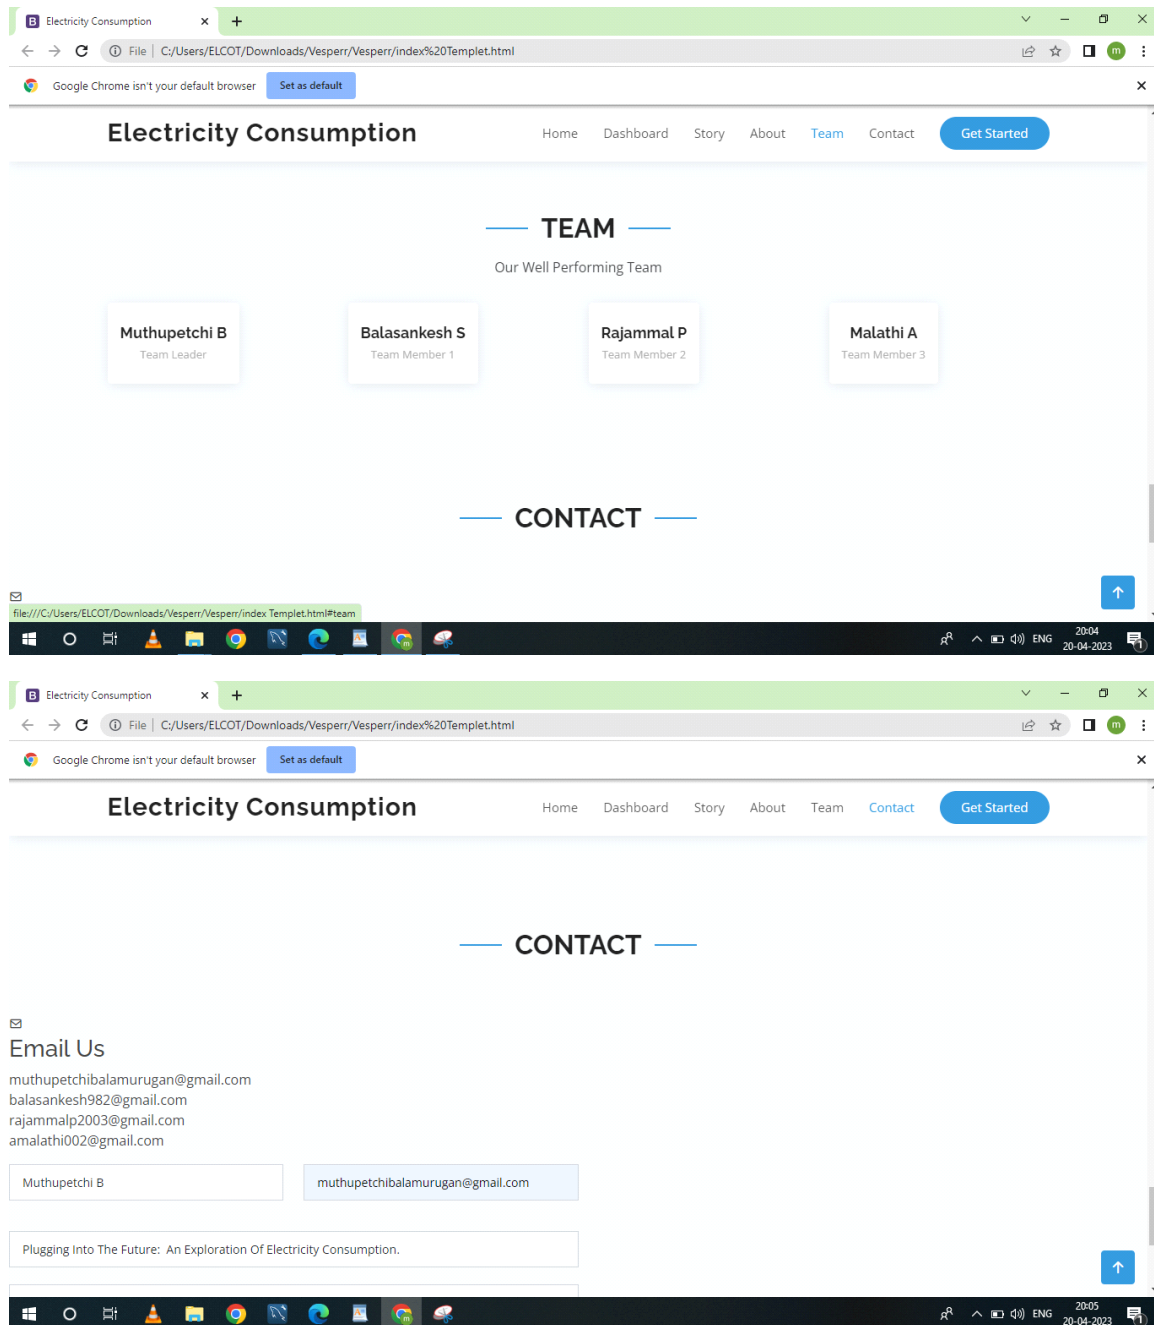 Electricity Consumption
File | C:/Users/ELCOT/Downloads/Vesperr/Vesperr/index%20Templet.html
m
Google Chrome isn't your default browser Set as default
Electricity Consumption Home Dashboard Story About Team Contact Get Started
TEAM
Our Well Performing Team
Muthupetchi B Balasankesh S Rajammal P Malathi A
Team Leader Team Member 1 Team Member 2 Team Member 3
CONTACT
file:///C:/Users/ELCOT/Downloads/Vesperr/Vesperr/index Templet.html#team
ENG 20:04
20-04-2023 1
B Electricity Consumption
File | C:/Users/ELCOT/Downloads/Vesperr/Vesperr/index%20Templet.html
m
Google Chrome isn't your default browser Set as default
Electricity Consumption Home Dashboard Story About Team Contact Get Started
CONTACT
Email Us
muthupetchibalamurugan@gmail.com
balasankesh982@gmail.com
rajammalp2003@gmail.com
amalathi002@gmail.com
Muthupetchi B muthupetchibalamurugan@gmail.com
Plugging Into The Future: An Exploration Of Electricity Consumption.
ENG 20:05
20-04-2023 1